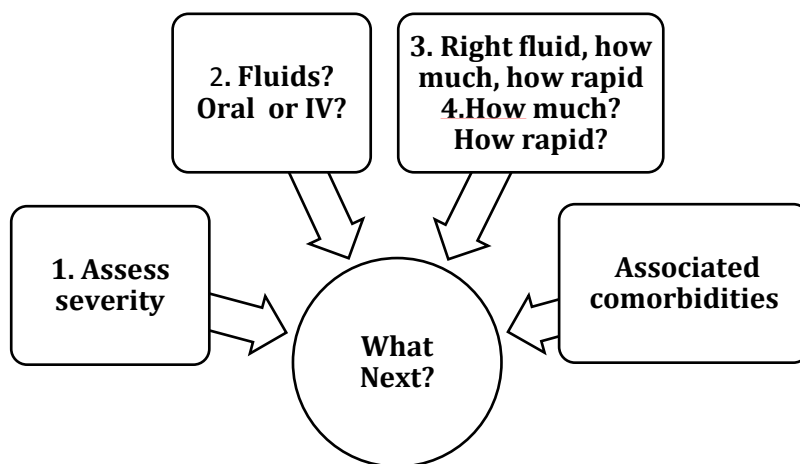 1. Assess
severity
2. Fluids?
Oral or IV?
3. Right fluid, how
much, how rapid
4.How much?
How rapid?
Associated
comorbidities
What
Next?